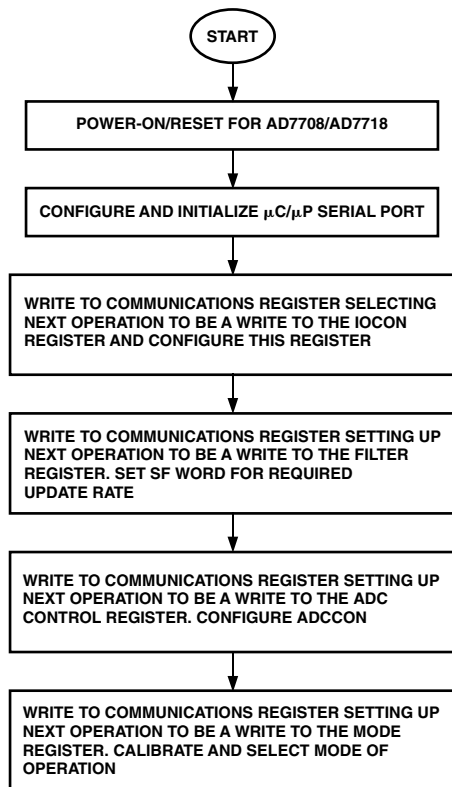 START
POWER-ON/RESET FOR AD7708/AD7718
CONFIGURE AND INITIALIZE μC/μP SERIAL PORT
WRITE TO COMMUNICATIONS REGISTER SELECTING
NEXT OPERATION TO BE A WRITE TO THE IOCON
REGISTER AND CONFIGURE THIS REGISTER
WRITE TO COMMUNICATIONS REGISTER SETTING UP
NEXT OPERATION TO BE A WRITE TO THE FILTER
REGISTER. SET SF WORD FOR REQUIRED
UPDATE RATE
WRITE TO COMMUNICATIONS REGISTER SETTING UP
NEXT OPERATION TO BE A WRITE TO THE ADC
CONTROL REGISTER. CONFIGURE ADCCON
WRITE TO COMMUNICATIONS REGISTER SETTING UP
NEXT OPERATION TO BE A WRITE TO THE MODE
REGISTER. CALIBRATE AND SELECT MODE OF
OPERATION